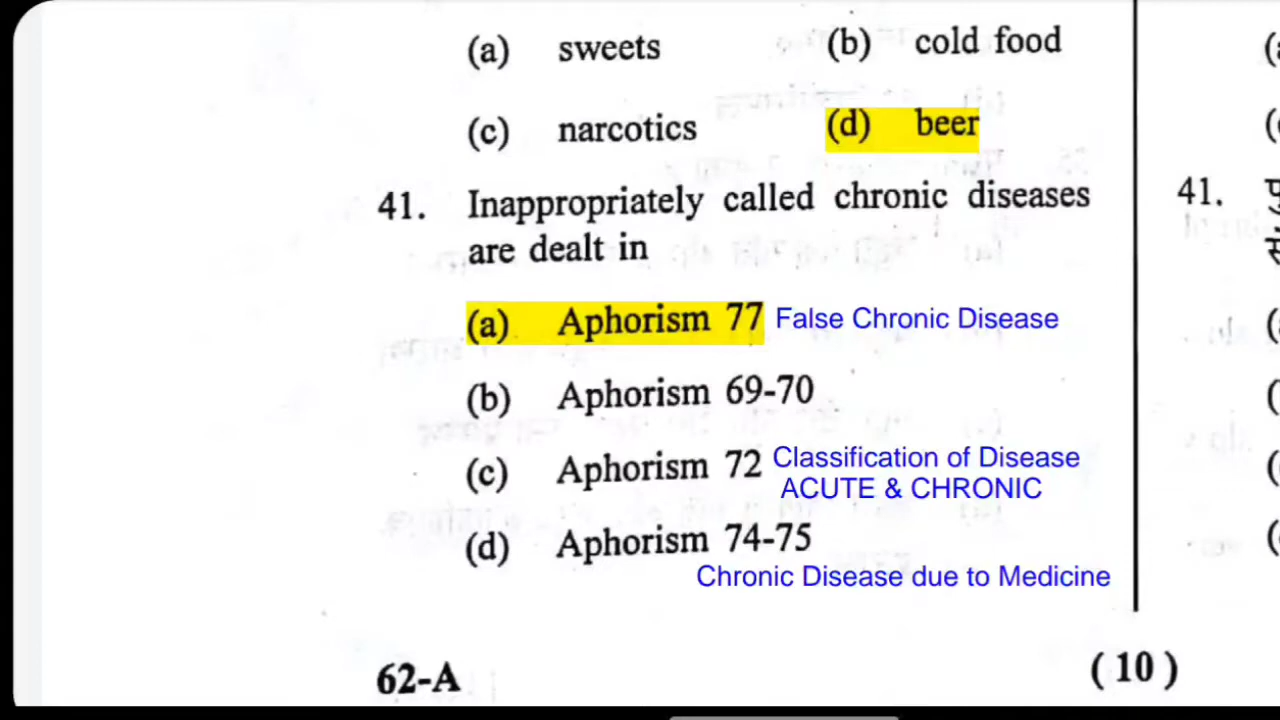 (a) sweets (b) cold food
(c) narcotics (d) beer
41. Inappropriately called chronic diseases
are dealt in
(a) Aphorism 77 False Chronic Disease
(b) Aphorism 69-70
(c) Aphorism 72 Classification of Disease
ACUTE & CHRONIC
(d) Aphorism 74-75
Chronic Disease due to Medicine
62-A (10)
41.